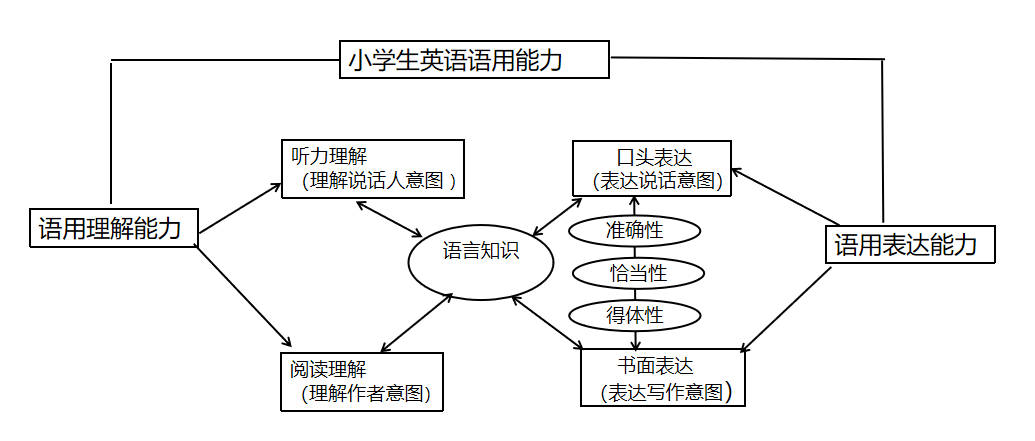 小学生英语语用能力
听力理解
（理解说话人意图）
口头表达
（表达说话意图）
语用理解能力
语言知识
准确性
语用表达能力
恰当性
得体性
阅读理解
（理解作者意图）
书面表达
（表达写作意图）